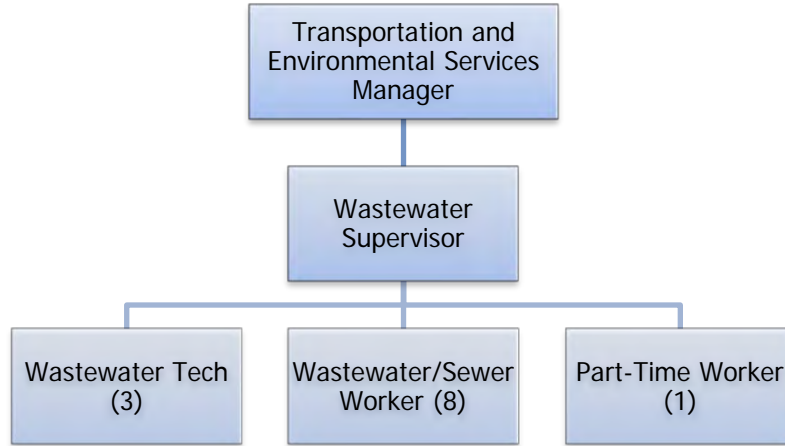 Transportation and
Environmental Services
Manager
Wastewater
Supervisor
Wastewater Tech
(3)
Wastewater/Sewer
Worker (8)
Part-Time Worker
(1)